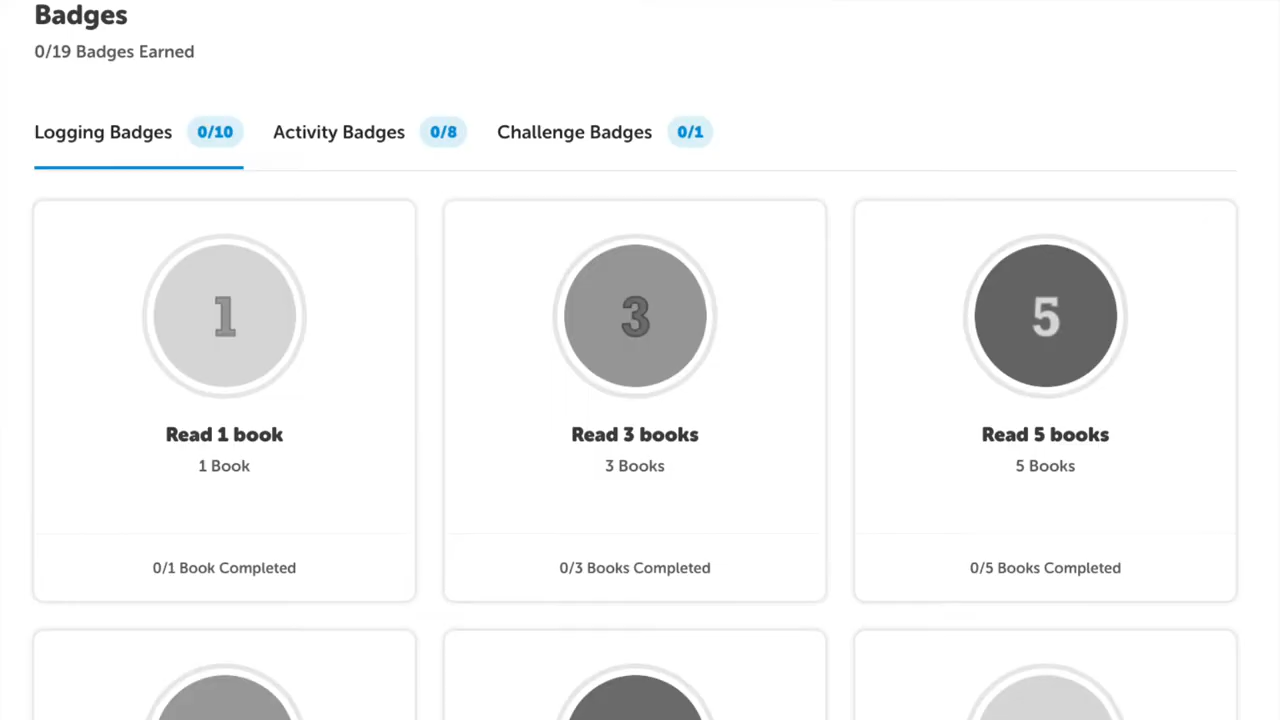 Badges
0/19 Badges Earned
Logging Badges 0/10 Activity Badges 0/8 Challenge Badges 0/1
1 3 5
Read 1 book Read 3 books Read 5 books
1 Book 3 Books 5 Books
0/1 Book Completed 0/3 Books Completed 0/5 Books Completed